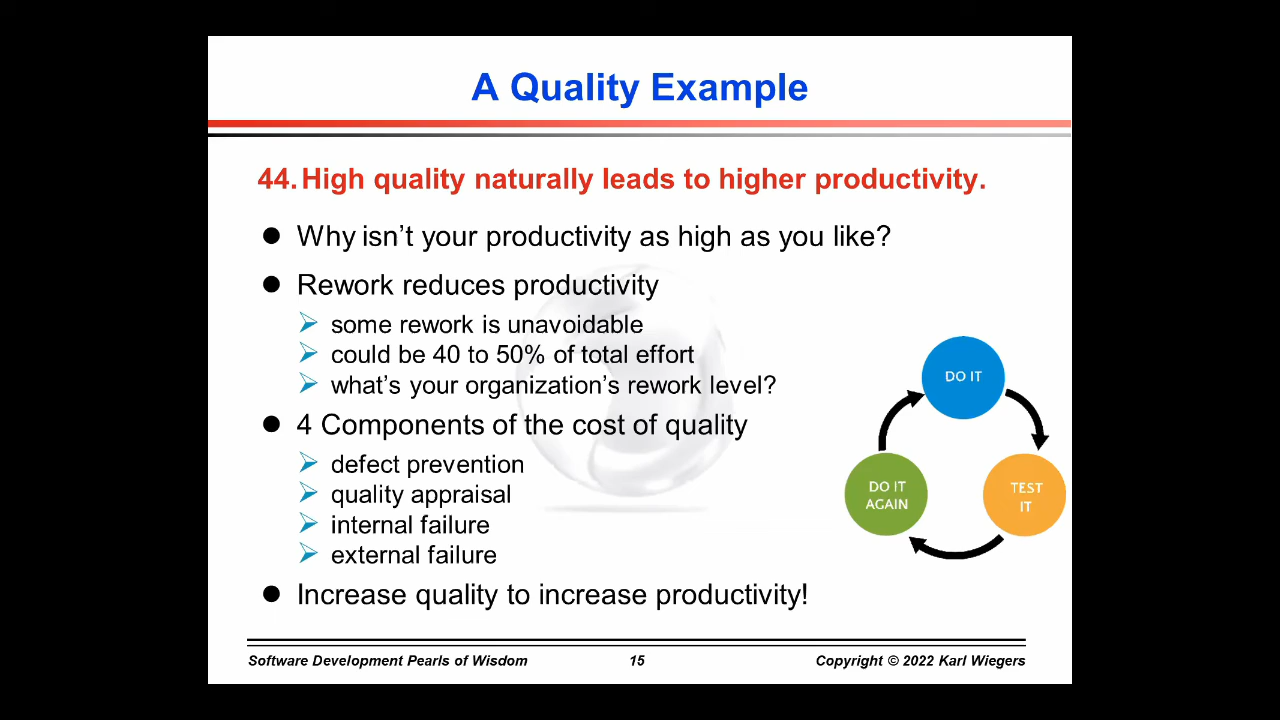 A Quality Example
44. High quality naturally leads to higher productivity.
Why isn't your productivity as high as you like?
Rework reduces productivity
some rework is unavoidable
could be 40 to 50% of total effort
what's your organization's rework level?
4 Components of the cost of quality
defect prevention
quality appraisal
internal failure
external failure
Increase quality to increase productivity!
DO IT
TEST
IT
DO IT
AGAIN
Software Development Pearls of Wisdom
15
Copyright © 2022 Karl Wiegers